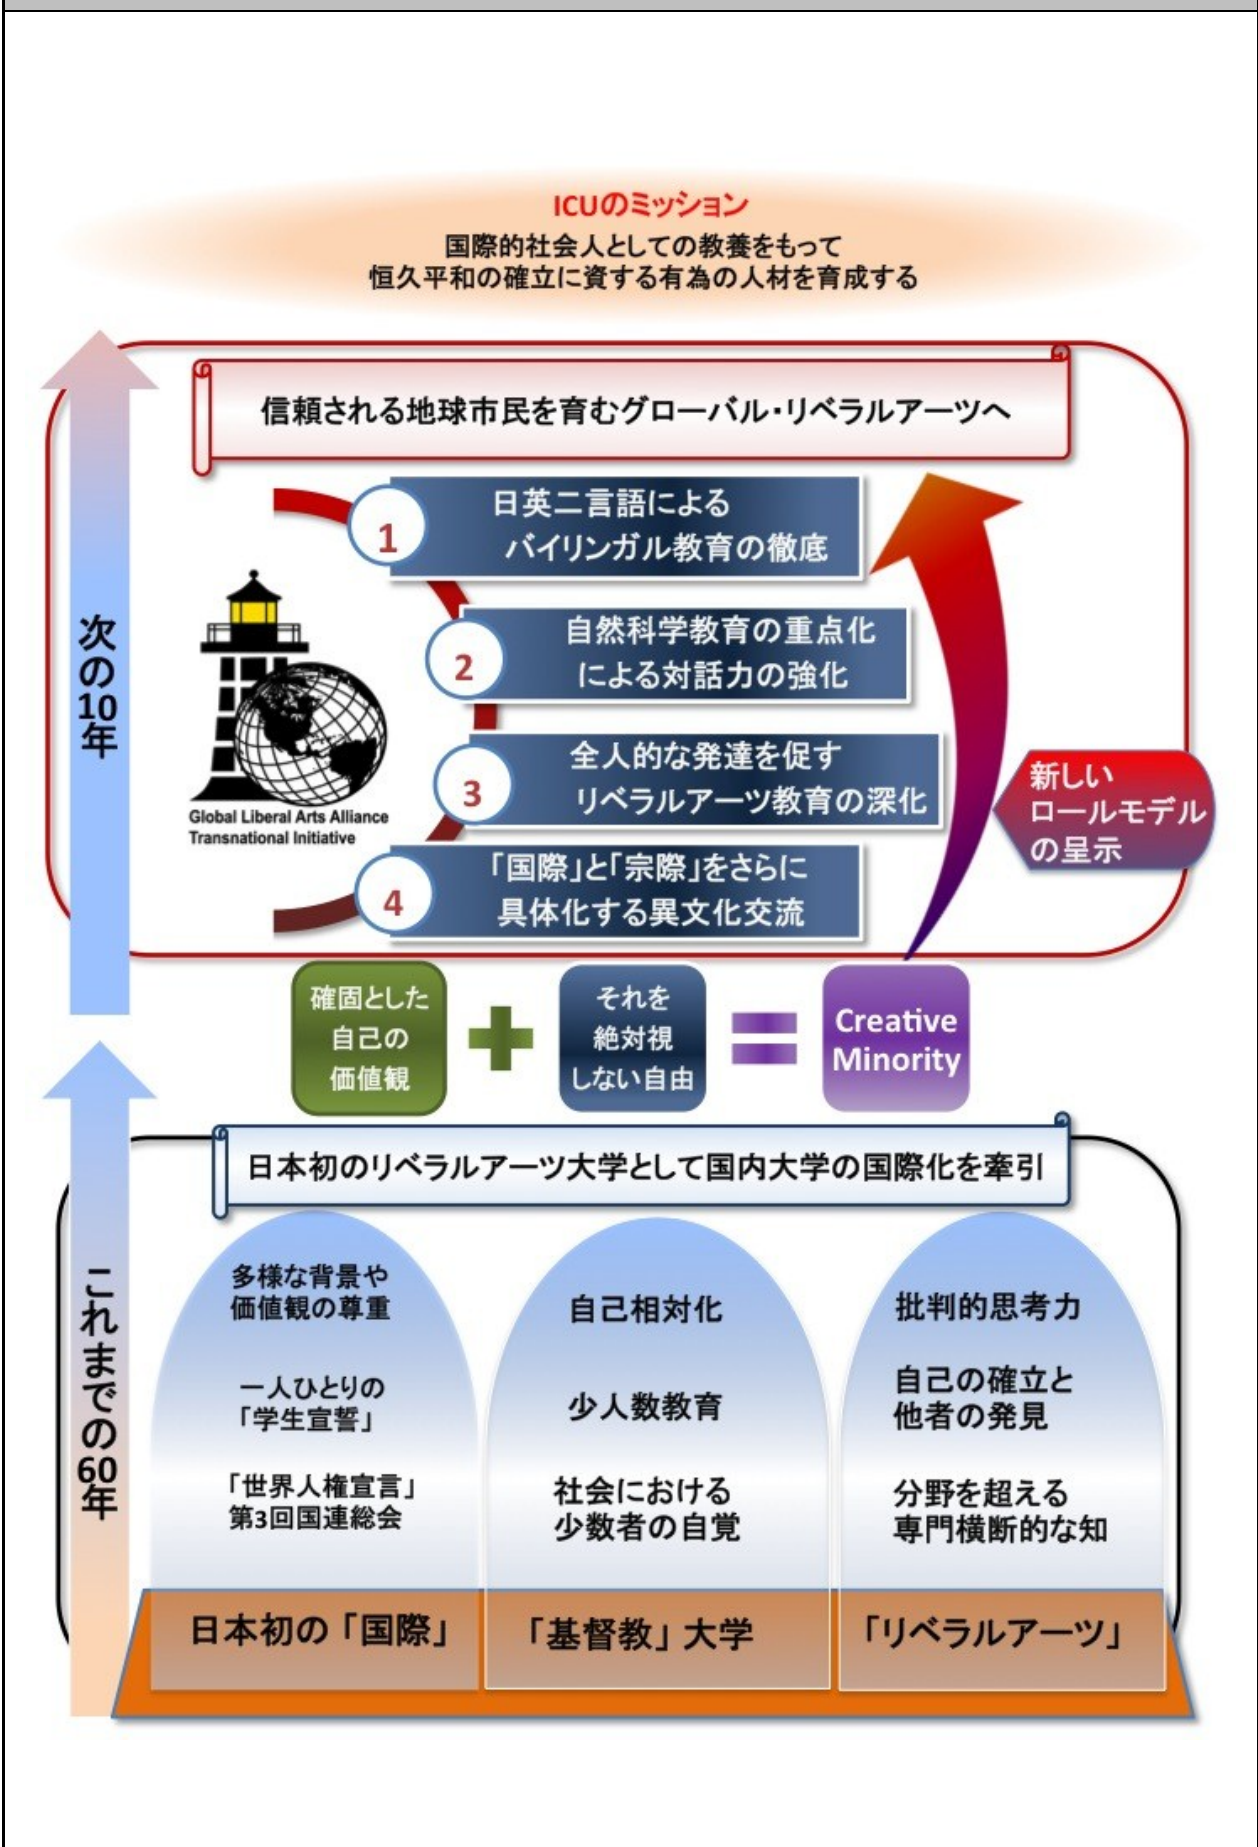 ICUのミッション
国際的社会人としての教養をもって
恒久平和の確立に資する有為の人材を育成する
信頼される地球市民を育むグローバル・リベラルアーツへ
次の10年
1
日英二言語による
バイリンガル教育の徹底
2
自然科学教育の重点化
による対話力の強化
3
全人的な発達を促す
リベラルアーツ教育の深化
4
「国際」と「宗際」をさらに
具体化する異文化交流
Global Liberal Arts Alliance
Transnational Initiative
新しい
ロールモデル
の呈示
確固とした
自己の
価値観
それを
絶対視
しない自由
Creative
Minority
これまでの60年
日本初のリベラルアーツ大学として国内大学の国際化を牽引
多様な背景や
価値観の尊重
一人ひとりの
「学生宣誓」
「世界人権宣言」
第3回国連総会
日本初の「国際」
自己相対化
少人数教育
社会における
少数者の自覚
「基督教」大学
批判的思考力
自己の確立と
他者の発見
分野を超える
専門横断的な知
「リベラルアーツ」